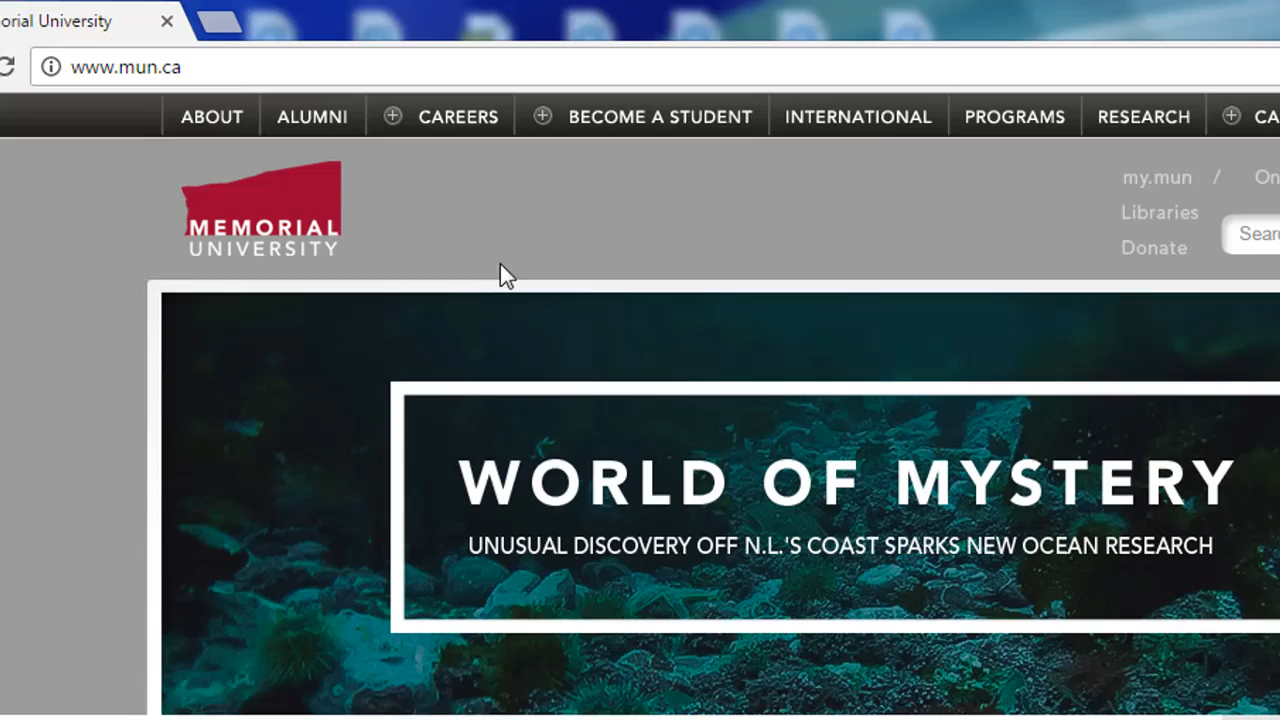 orial University
www.mun.ca
ABOUT ALUMNI CAREERS BECOME A STUDENT INTERNATIONAL PROGRAMS RESEARCH CA
MEMORIAL
UNIVERSITY
my.mun / On
Libraries
Sear
Donate
WORLD OF MYSTERY
UNUSUAL DISCOVERY OFF N.L.'S COAST SPARKS NEW OCEAN RESEARCH